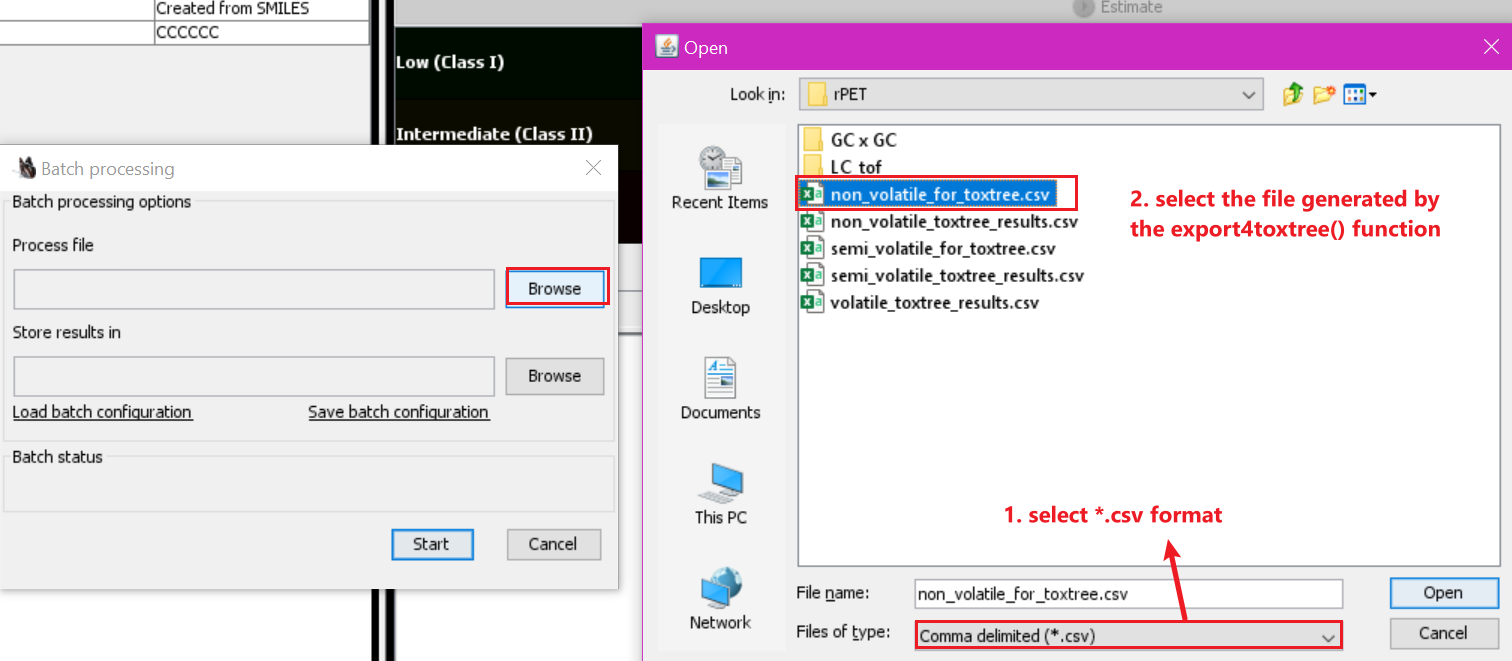 Created from SMILES
CCCCCC
Estimate
Low (Class I)
Intermediate (Class II)
Batch processing
Batch processing options
Process file
Browse
Store results in
Browse
Load batch configuration
Save batch configuration
Batch status
Start
Cancel
Open
Look in:
rPET
Recent Items
Desktop
Documents
This PC
Network
GC x GC
LC tof
non_volatile_for_toxtree.csv
non_volatile_toxtree_results.csv
semi_volatile_for_toxtree.csv
semi_volatile_toxtree_results.csv
volatile_toxtree_results.csv
2. select the file generated by
the export4toxtree() function
1. select *.csv format
File name:
non_volatile_for_toxtree.csv
Open
Files of type:
Comma delimited (*.csv)
Cancel